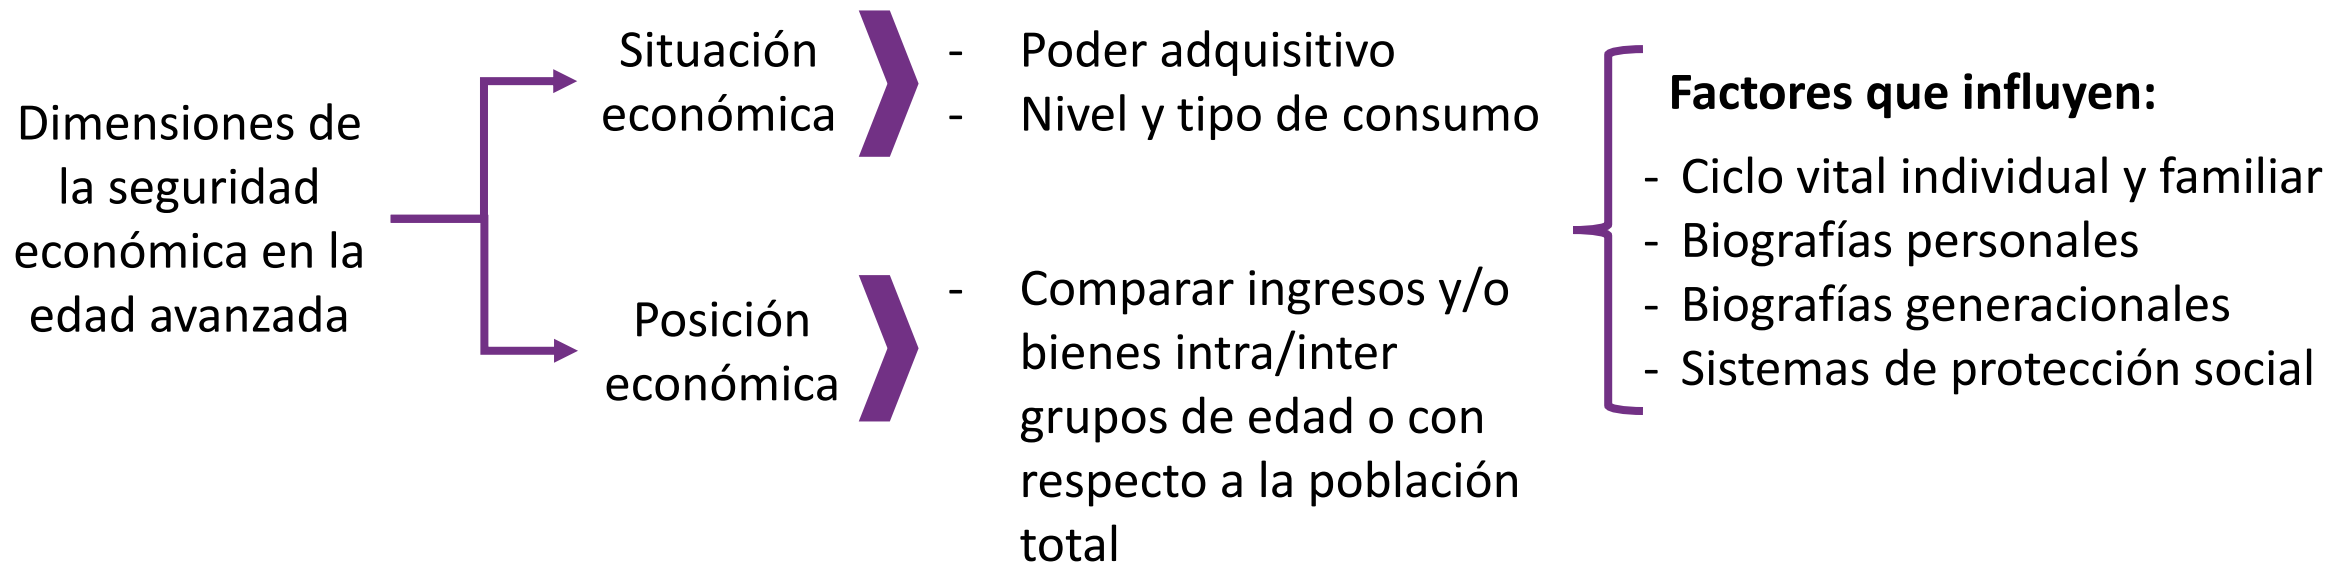 Dimensiones de
la seguridad
económica en la
edad avanzada
Situación
económica
- Poder adquisitivo
- Nivel y tipo de consumo
Posición
económica
- Comparar ingresos y/o
bienes intra/inter
grupos de edad o con
respecto a la población
total
Factores que influyen:
- Ciclo vital individual y familiar
- Biografías personales
- Biografías generacionales
- Sistemas de protección social